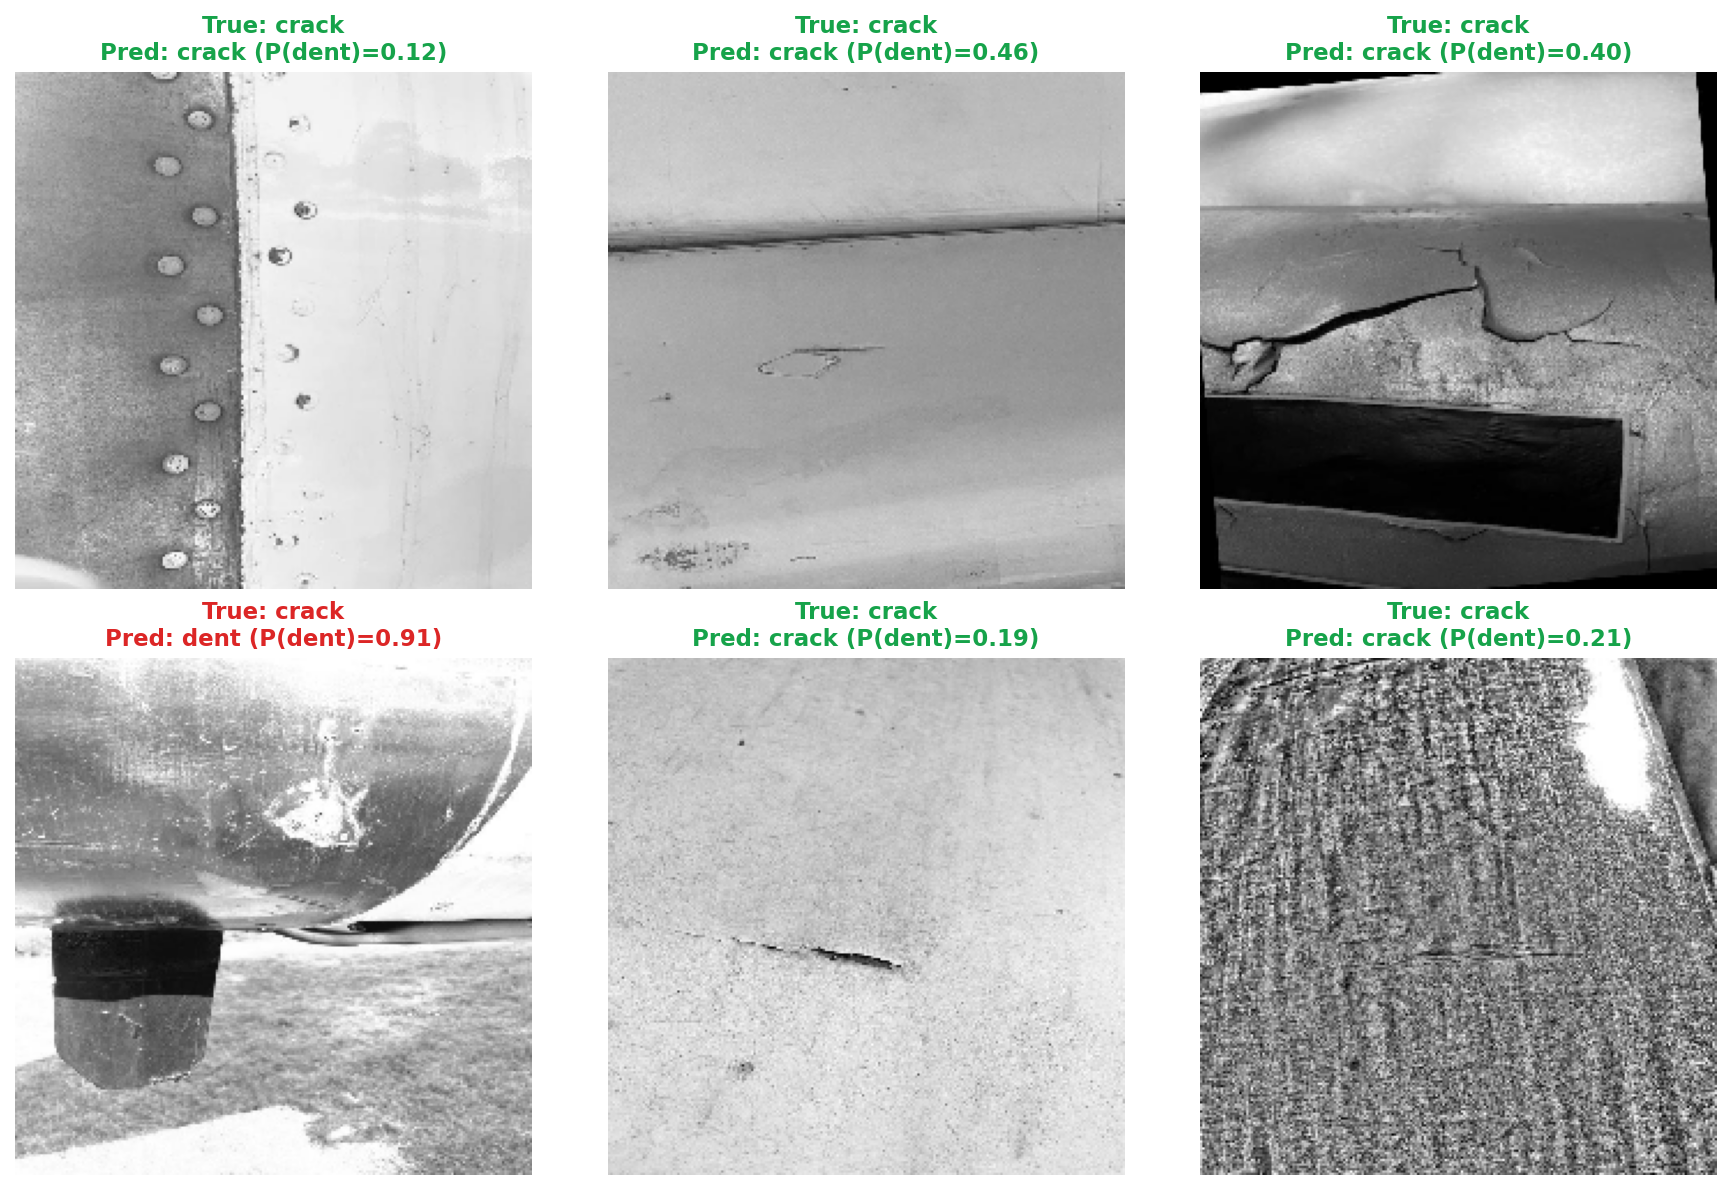 True: crack
Pred: crack (P(dent)=0.12)
True: crack
Pred: crack (P(dent)=0.46)
True: crack
Pred: crack (P(dent)=0.40)
True: crack
Pred: dent (P(dent)=0.91)
True: crack
Pred: crack (P(dent)=0.19)
True: crack
Pred: crack (P(dent)=0.21)